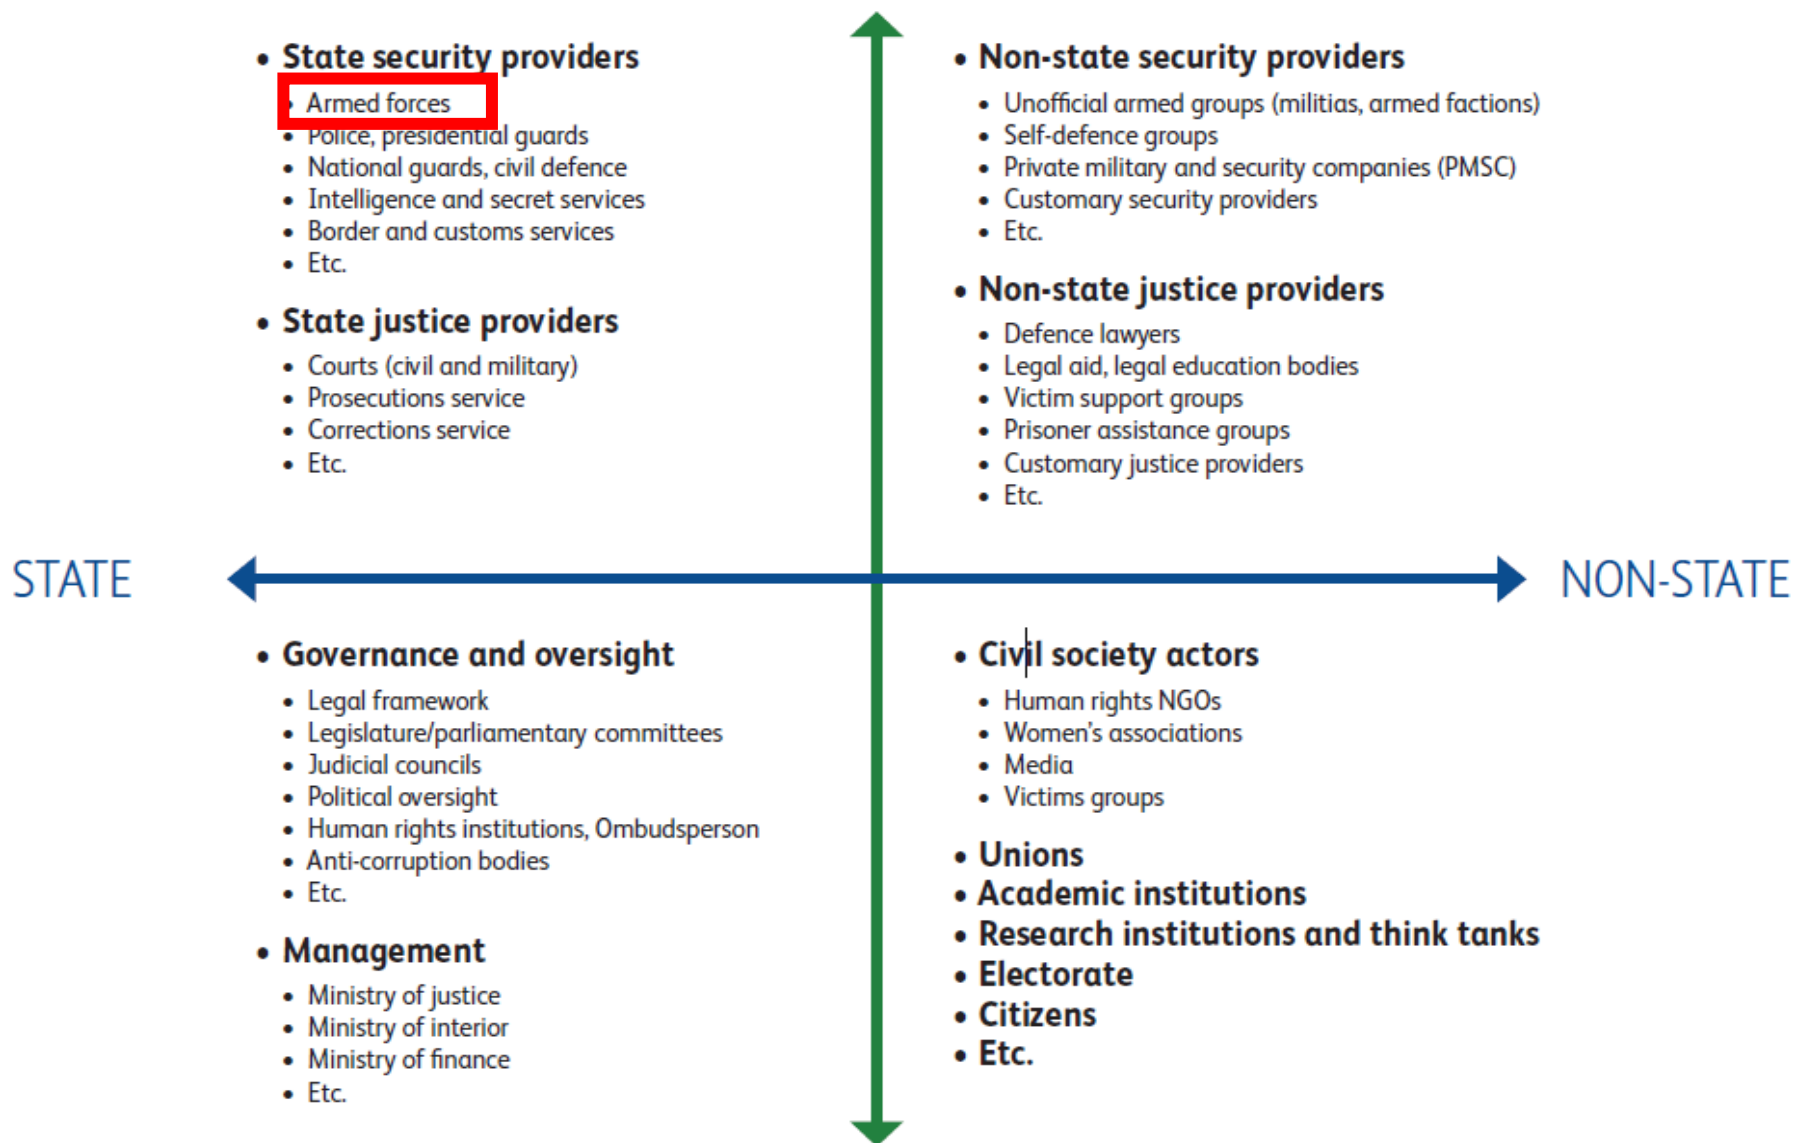 • State security providers
• Armed forces
• Police, presidential guards
• National guards, civil defence
• Intelligence and secret services
• Border and customs services
• Etc.
• State justice providers
• Courts (civil and military)
• Prosecutions service
• Corrections service
• Etc.
• Non-state security providers
• Unofficial armed groups (militias, armed factions)
• Self-defence groups
• Private military and security companies (PMSC)
• Customary security providers
• Etc.
• Non-state justice providers
• Defence lawyers
• Legal aid, legal education bodies
• Victim support groups
• Prisoner assistance groups
• Customary justice providers
• Etc.
STATE
NON-STATE
• Governance and oversight
• Legal framework
• Legislature/parliamentary committees
• Judicial councils
• Political oversight
• Human rights institutions, Ombudsperson
• Anti-corruption bodies
• Etc.
• Management
• Ministry of justice
• Ministry of interior
• Ministry of finance
• Etc.
• Civil society actors
• Human rights NGOs
• Women's associations
• Media
• Victims groups
• Unions
• Academic institutions
• Research institutions and think tanks
• Electorate
• Citizens
• Etc.